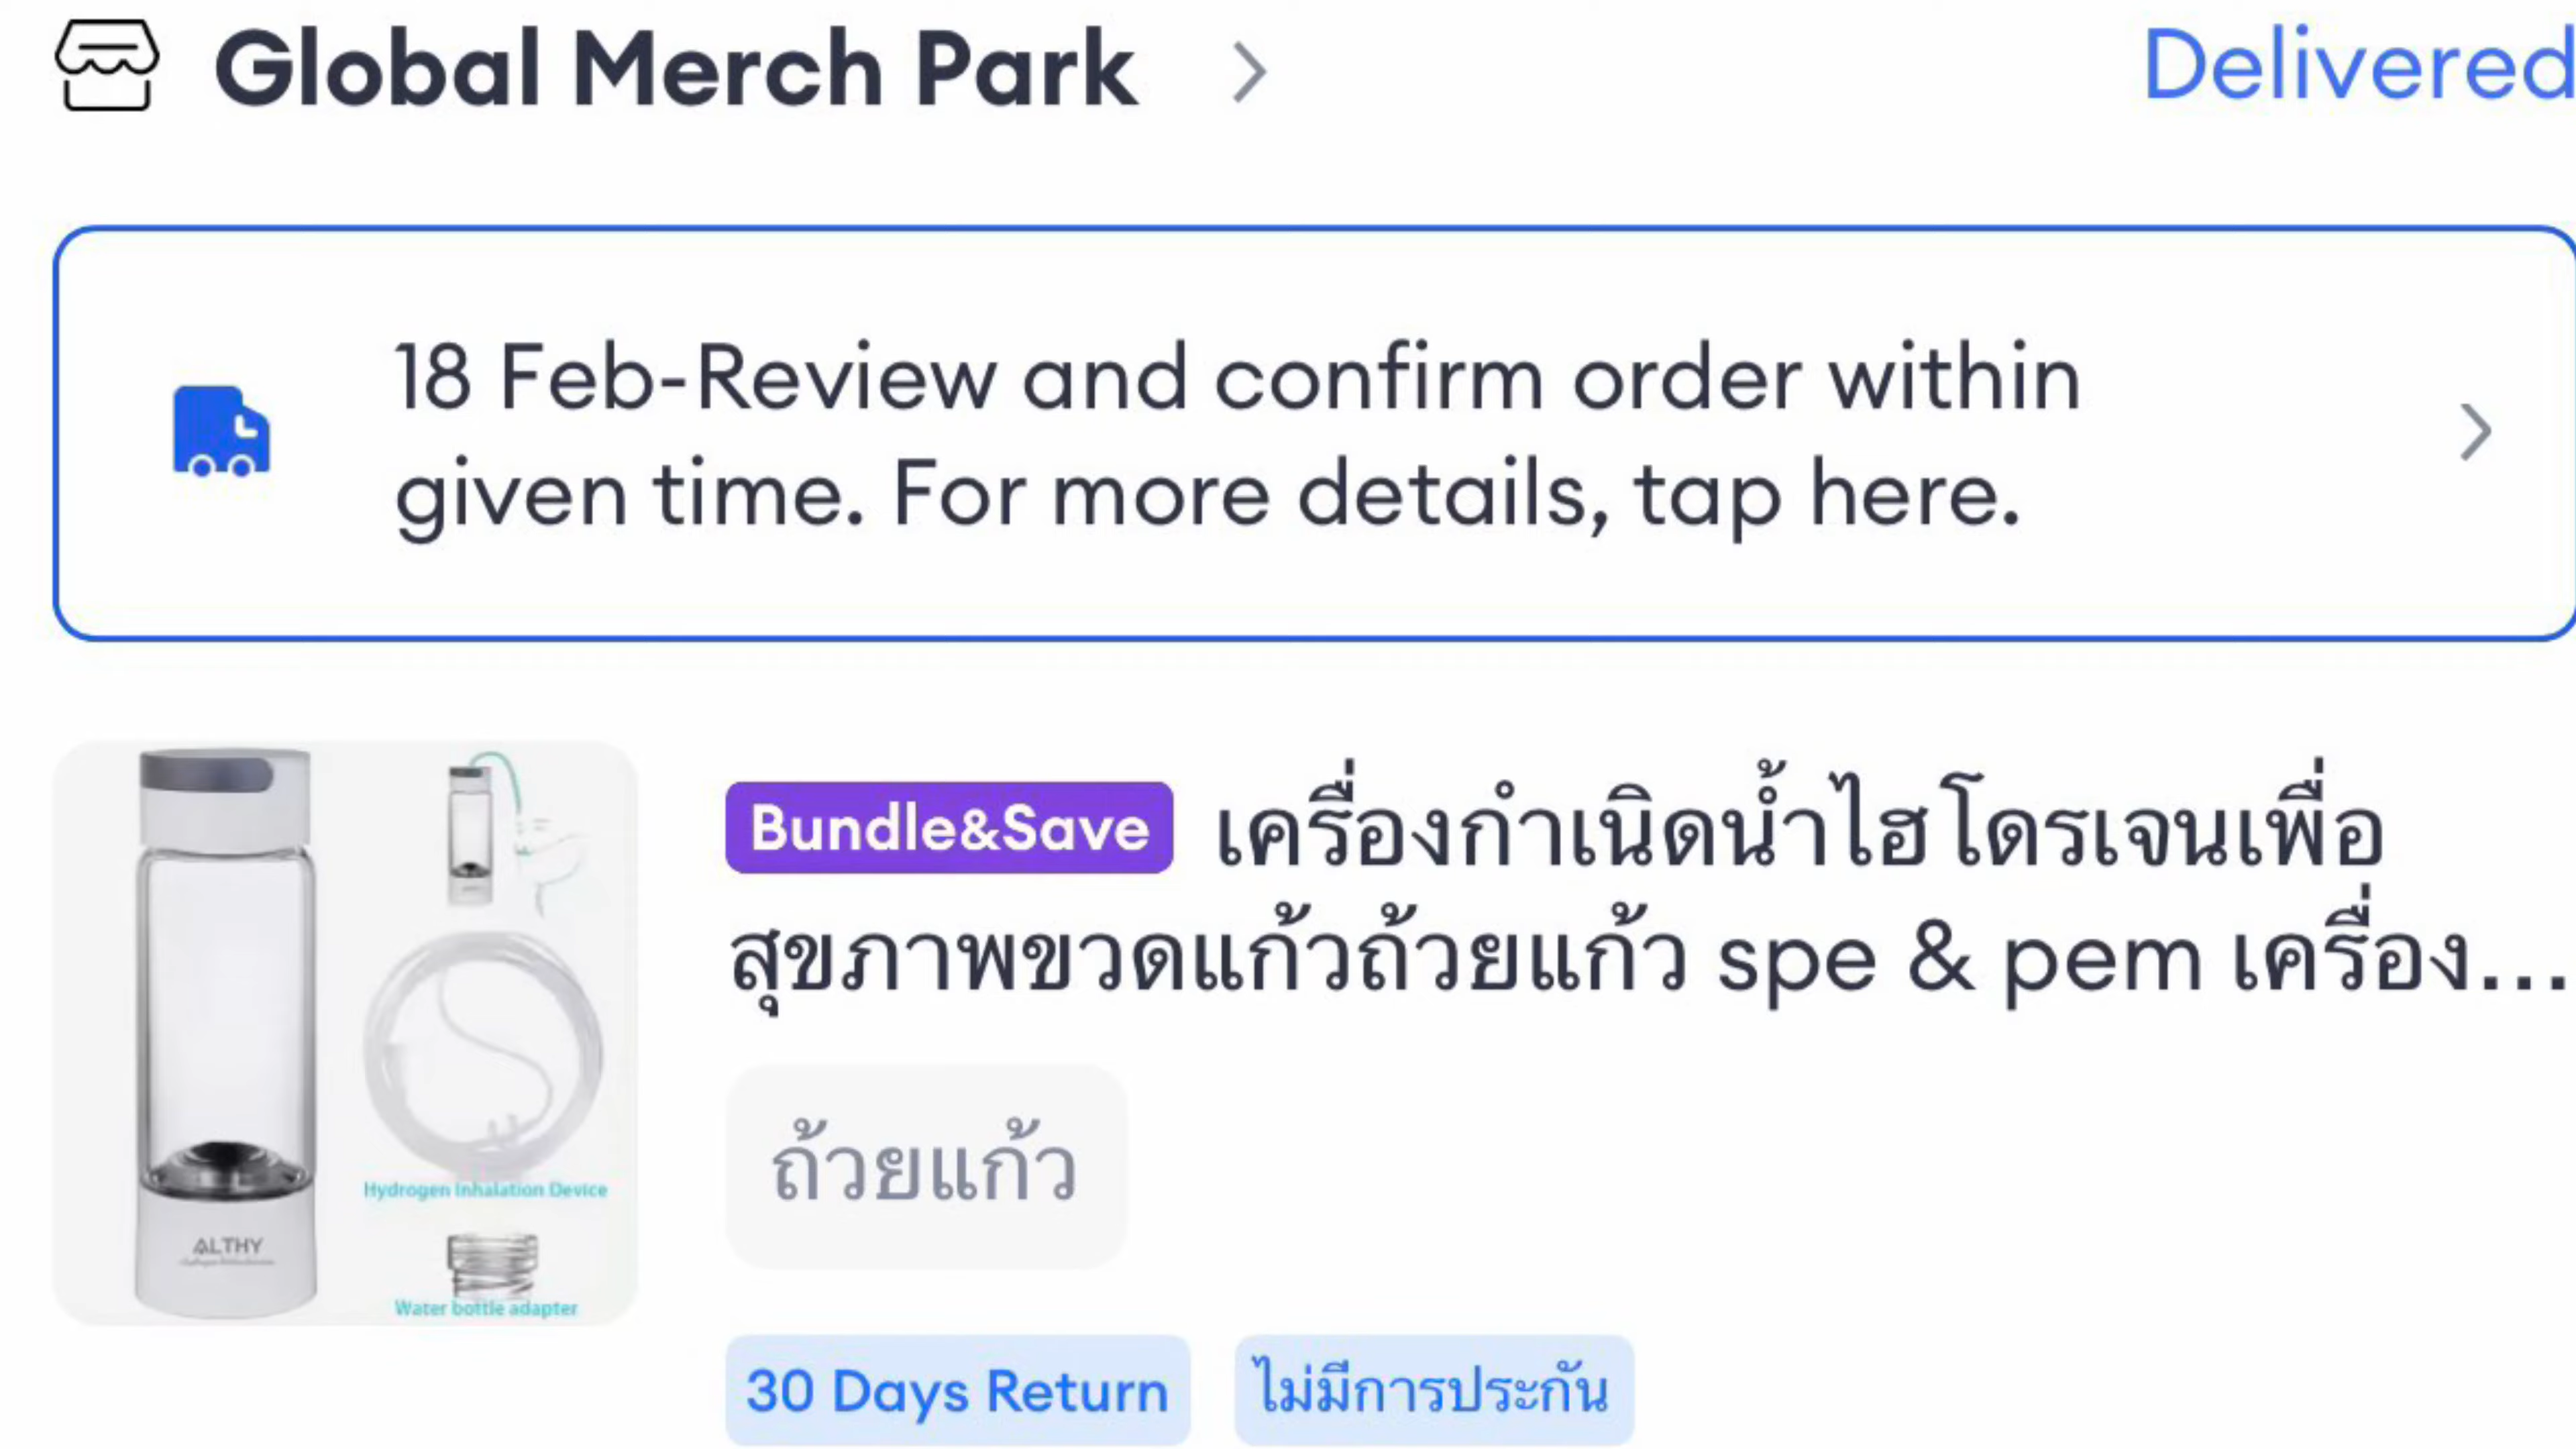 Global Merch Park
Delivered
18 Feb-Review and confirm order within
given time. For more details, tap here.
Bundle&Save เครื่องกำเนิดน้ำไฮโดรเจนเพื่อ
สุขภาพขวดแก้วถ้วยแก้ว spe & pem เครื่อง...
ถ้วยแก้ว
Hydrogen Inhalation Device
ALTHY
Water bottle adapter
30 Days Return
ไม่มีการประกัน